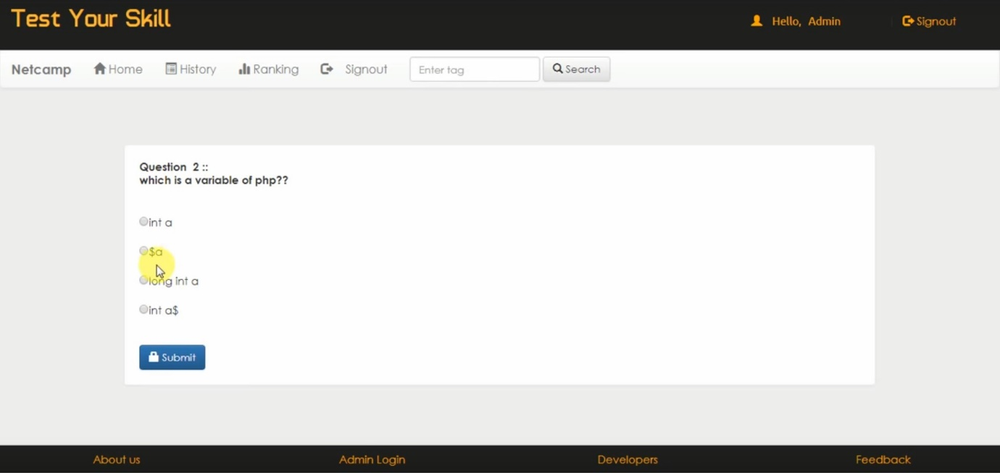 Test Your Skill
Hello, Admin
Signout
Netcamp Home History Ranking Signout Enter tag Search
Question 2 ::
which is a variable of php??
int a
$a
long int a
int a$
Submit
About us Admin Login Developers Feedback